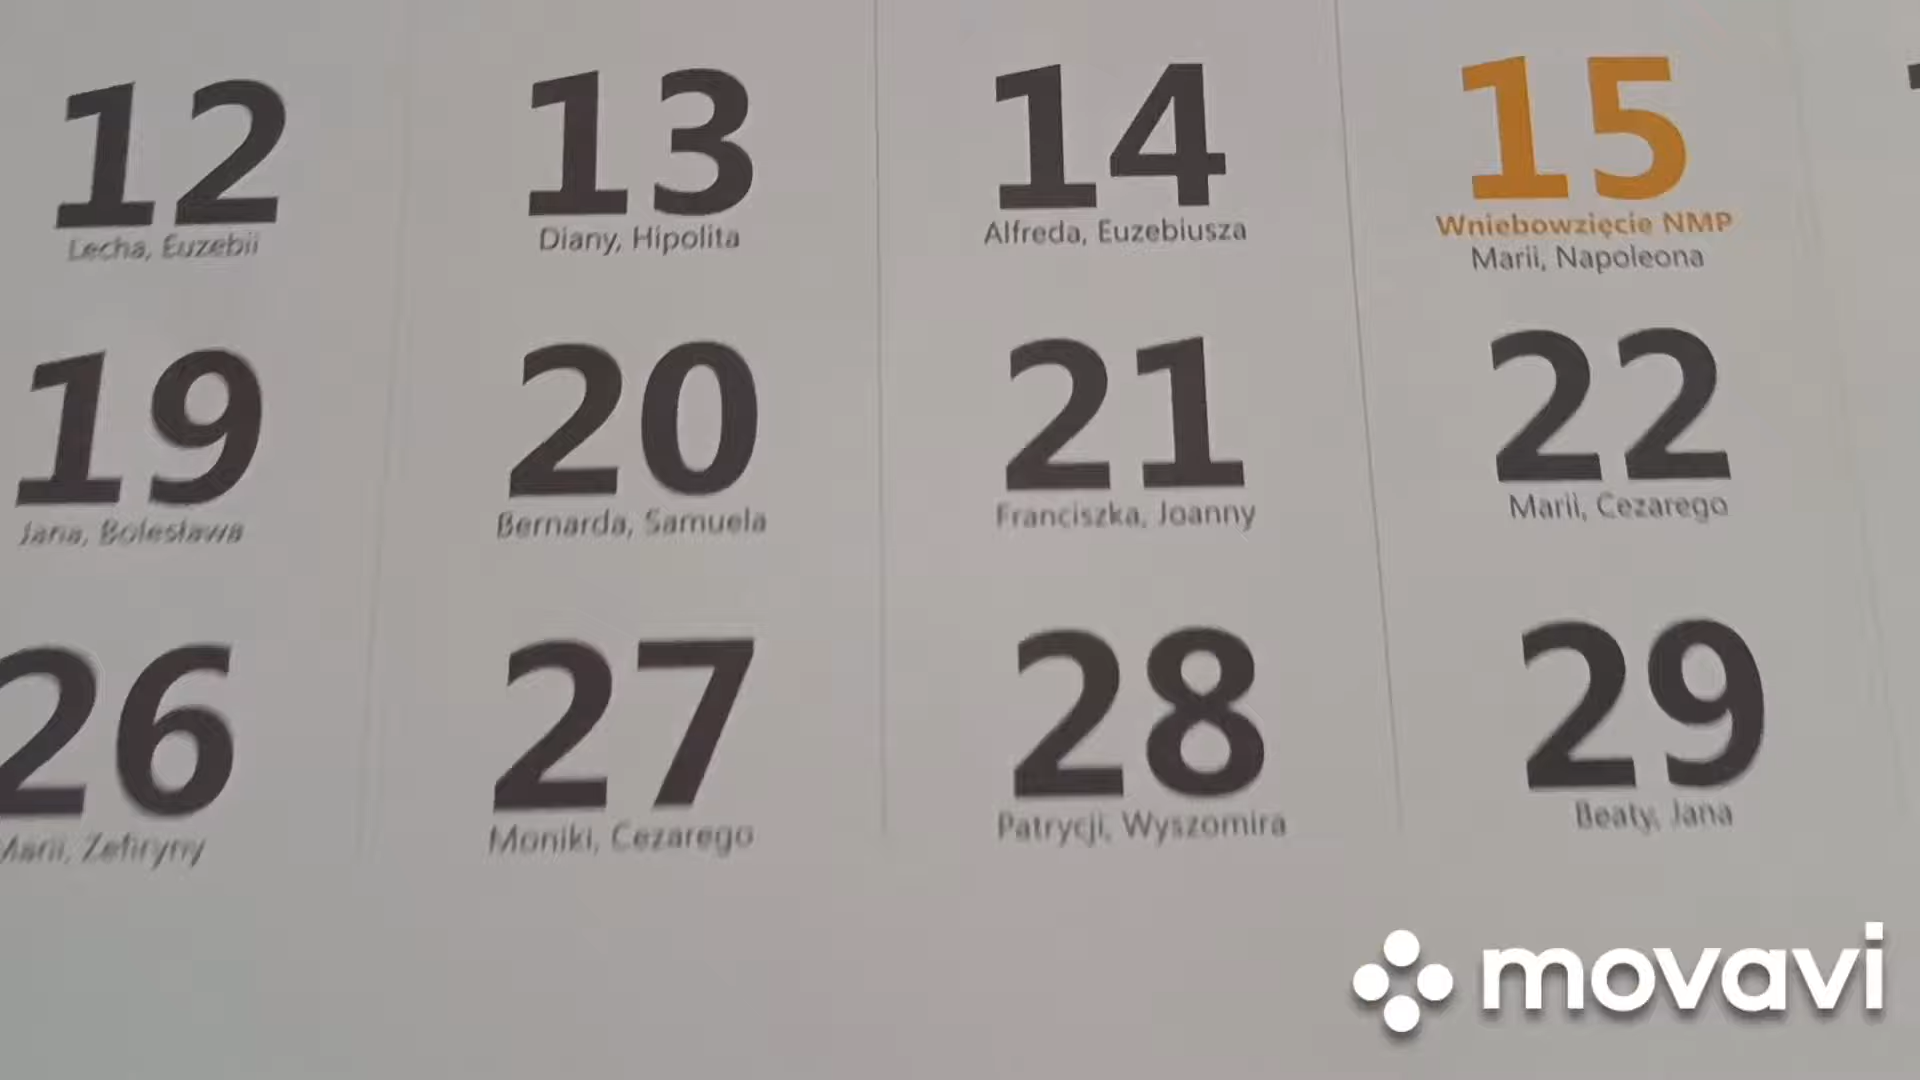 12 13 14 15
Lecha, Euzebii Diany, Hipolita Alfreda, Euzebiusza Wniebowzięcie NMP
Marii, Napoleona
19 20 21 22
Jana, Bolesława Bernarda, Samuela Franciszka, Joanny Marii, Cezarego
26 27 28 29
Marii, Zefiryny Moniki, Cezarego Patrycji, Wyszomira Beaty, Jana
movavi